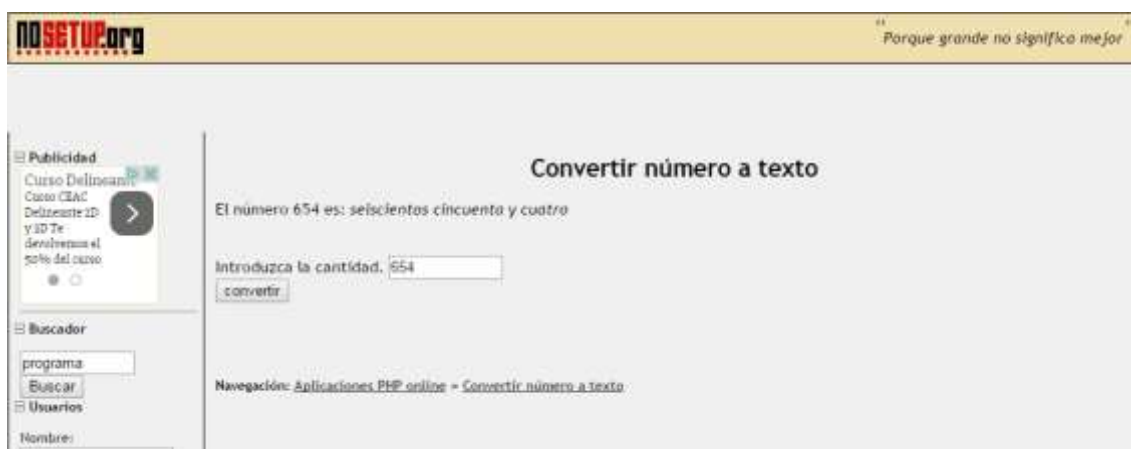 NOSETUP.org
"Porque grande no significa mejor"
Publicidad
Curso Delineante
Curso CEAC
Delineante 2D
y 3D Te
devolvemos el
50% del curso
Buscador
programa
Buscar
Usuarios
Nombre:
Convertir número a texto
El número 654 es: seiscientos cincuenta y cuatro
Introduzca la cantidad. 654
convertir
Navegación: Aplicaciones PHP online - Convertir número a texto